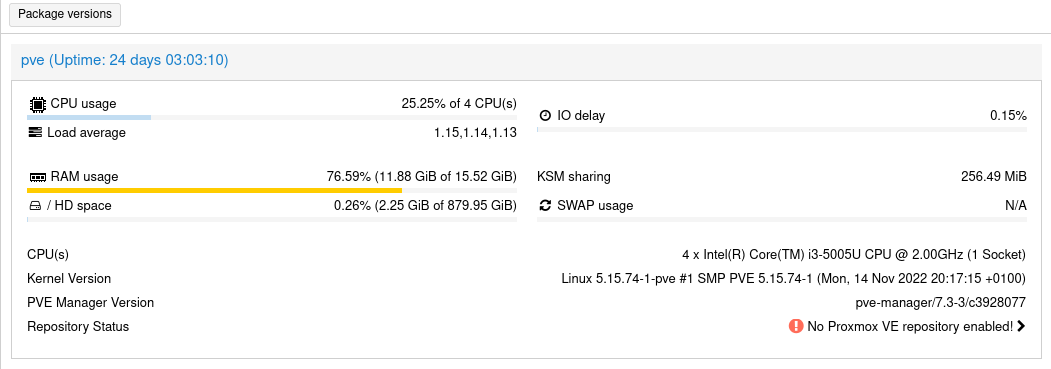 Package versions
pve (Uptime: 24 days 03:03:10)
CPU usage 25.25% of 4 CPU(s)
IO delay 0.15%
Load average 1.15,1.14,1.13
RAM usage 76.59% (11.88 GiB of 15.52 GiB)
KSM sharing 256.49 MiB
/ HD space 0.26% (2.25 GiB of 879.95 GiB)
SWAP usage N/A
CPU(s) 4 x Intel(R) Core(TM) i3-5005U CPU @ 2.00GHz (1 Socket)
Kernel Version Linux 5.15.74-1-pve #1 SMP PVE 5.15.74-1 (Mon, 14 Nov 2022 20:17:15 +0100)
PVE Manager Version pve-manager/7.3-3/c3928077
Repository Status No Proxmox VE repository enabled!